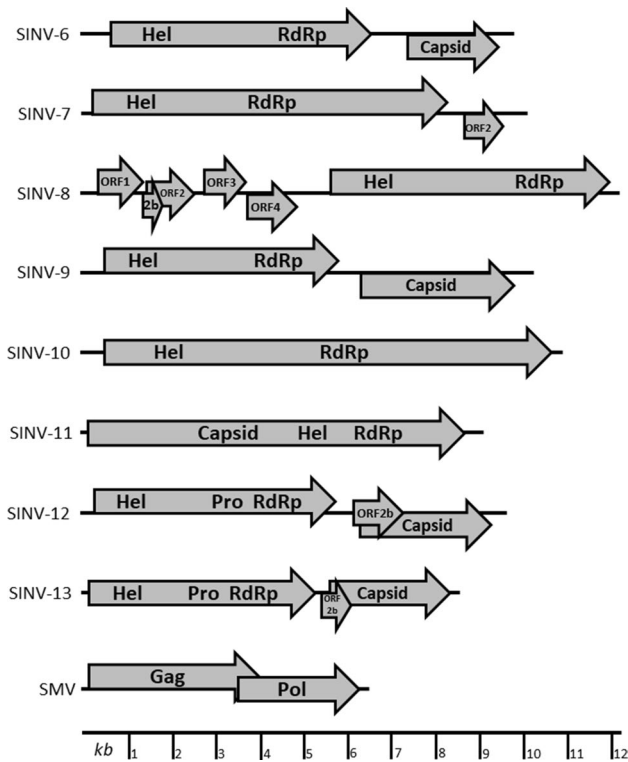 SINV-6 Hel RdRp Capsid
SINV-7 Hel RdRp ORF2
SINV-8 ORF1 2b ORF2 ORF3 ORF4 Hel RdRp
SINV-9 Hel RdRp Capsid
SINV-10 Hel RdRp
SINV-11 Capsid Hel RdRp
SINV-12 Hel Pro RdRp ORF2b Capsid
SINV-13 Hel Pro RdRp ORF 2b Capsid
SMV Gag Pol
kb 1 2 3 4 5 6 7 8 9 10 11 12